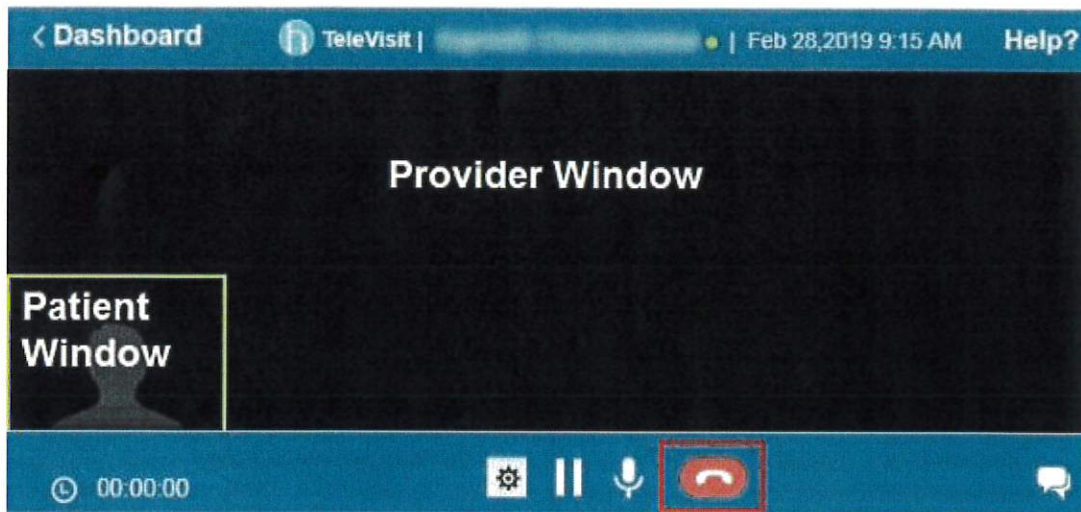 < Dashboard TeleVisit | | Feb 28,2019 9:15 AM Help?
Provider Window
Patient
Window
00:00:00